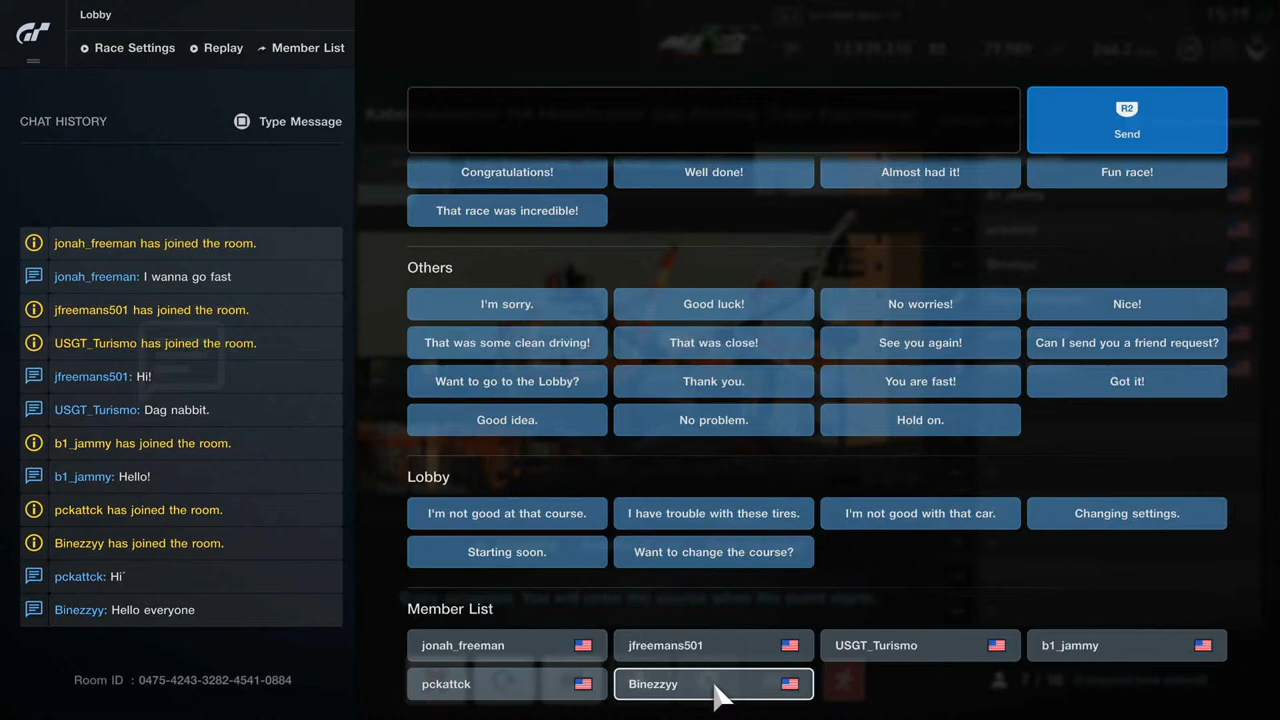 Lobby
Race Settings Replay Member List
CHAT HISTORY
Type Message
jonah_freeman has joined the room.
jonah_freeman: I wanna go fast
jfreemans501 has joined the room.
USGT_Turismo has joined the room.
jfreemans501: Hi!
USGT_Turismo: Dag nabbit.
b1_jammy has joined the room.
b1_jammy: Hello!
pckattck has joined the room.
Binezzyy has joined the room.
pckattck: Hi´
Binezzyy: Hello everyone
Room ID : 0475-4243-3282-4541-0884
R2
Send
Congratulations! Well done! Almost had it! Fun race!
That race was incredible!
Others
I'm sorry. Good luck! No worries! Nice!
That was some clean driving! That was close! See you again! Can I send you a friend request?
Want to go to the Lobby? Thank you. You are fast! Got it!
Good idea. No problem. Hold on.
Lobby
I'm not good at that course. I have trouble with these tires. I'm not good with that car. Changing settings.
Starting soon. Want to change the course?
Member List
jonah_freeman jfreemans501 USGT_Turismo b1_jammy
pckattck Binezzyy